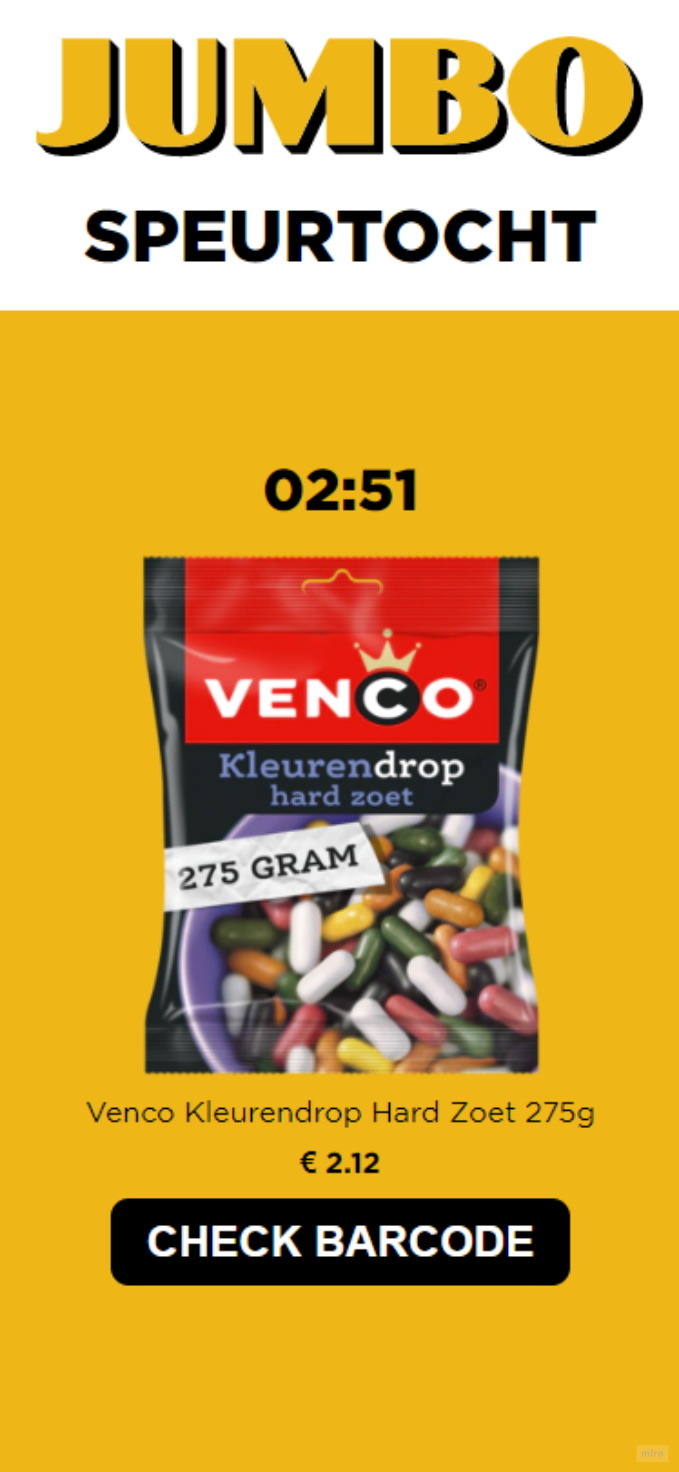 JUMBO
SPEURTOCHT
02:51
VENCO®
Kleurendrop
hard zoet
275 GRAM
Venco Kleurendrop Hard Zoet 275g
€ 2.12
CHECK BARCODE
miro